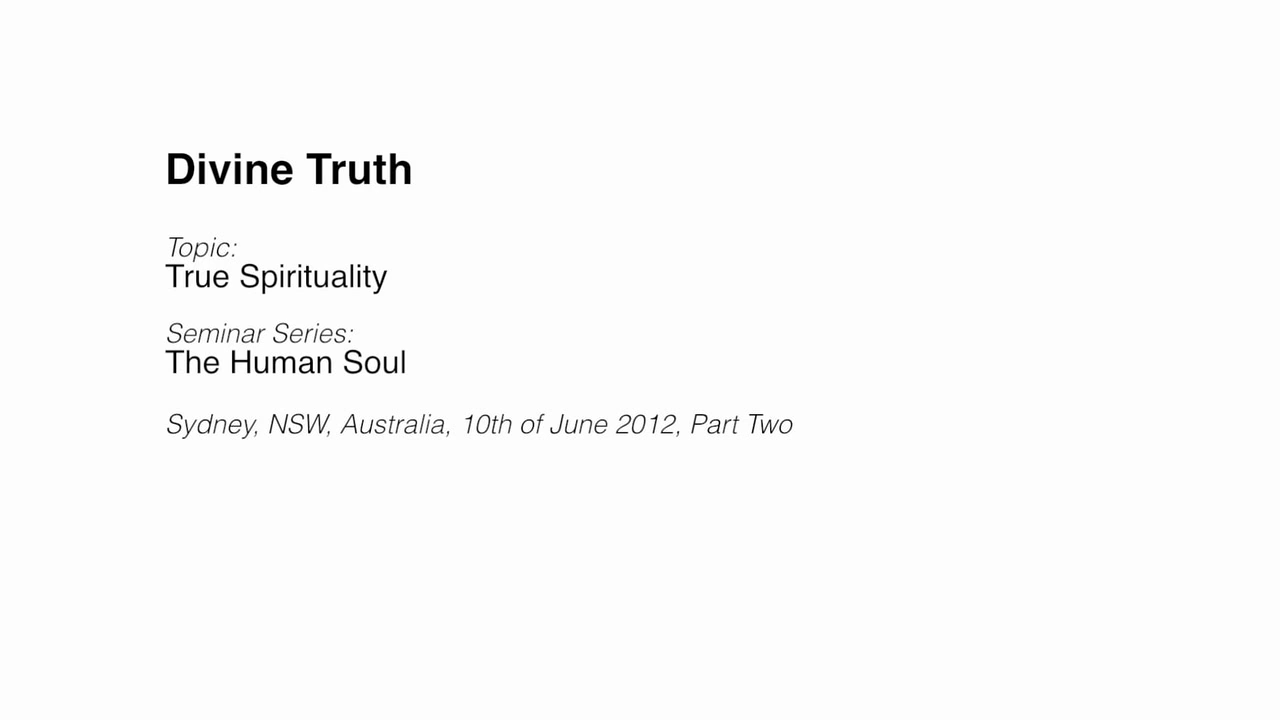 Divine Truth
Topic:
True Spirituality
Seminar Series:
The Human Soul
Sydney, NSW, Australia, 10th of June 2012, Part Two